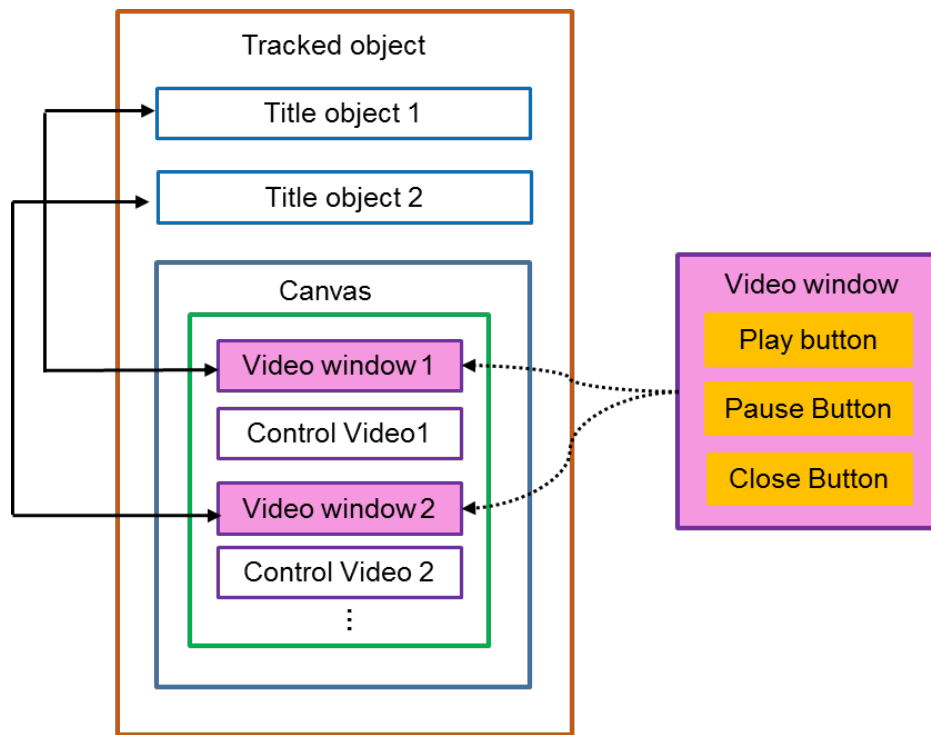 Tracked object
Title object 1
Title object 2
Canvas
Video window 1
Control Video1
Video window 2
Control Video 2
⋮
Video window
Play button
Pause Button
Close Button